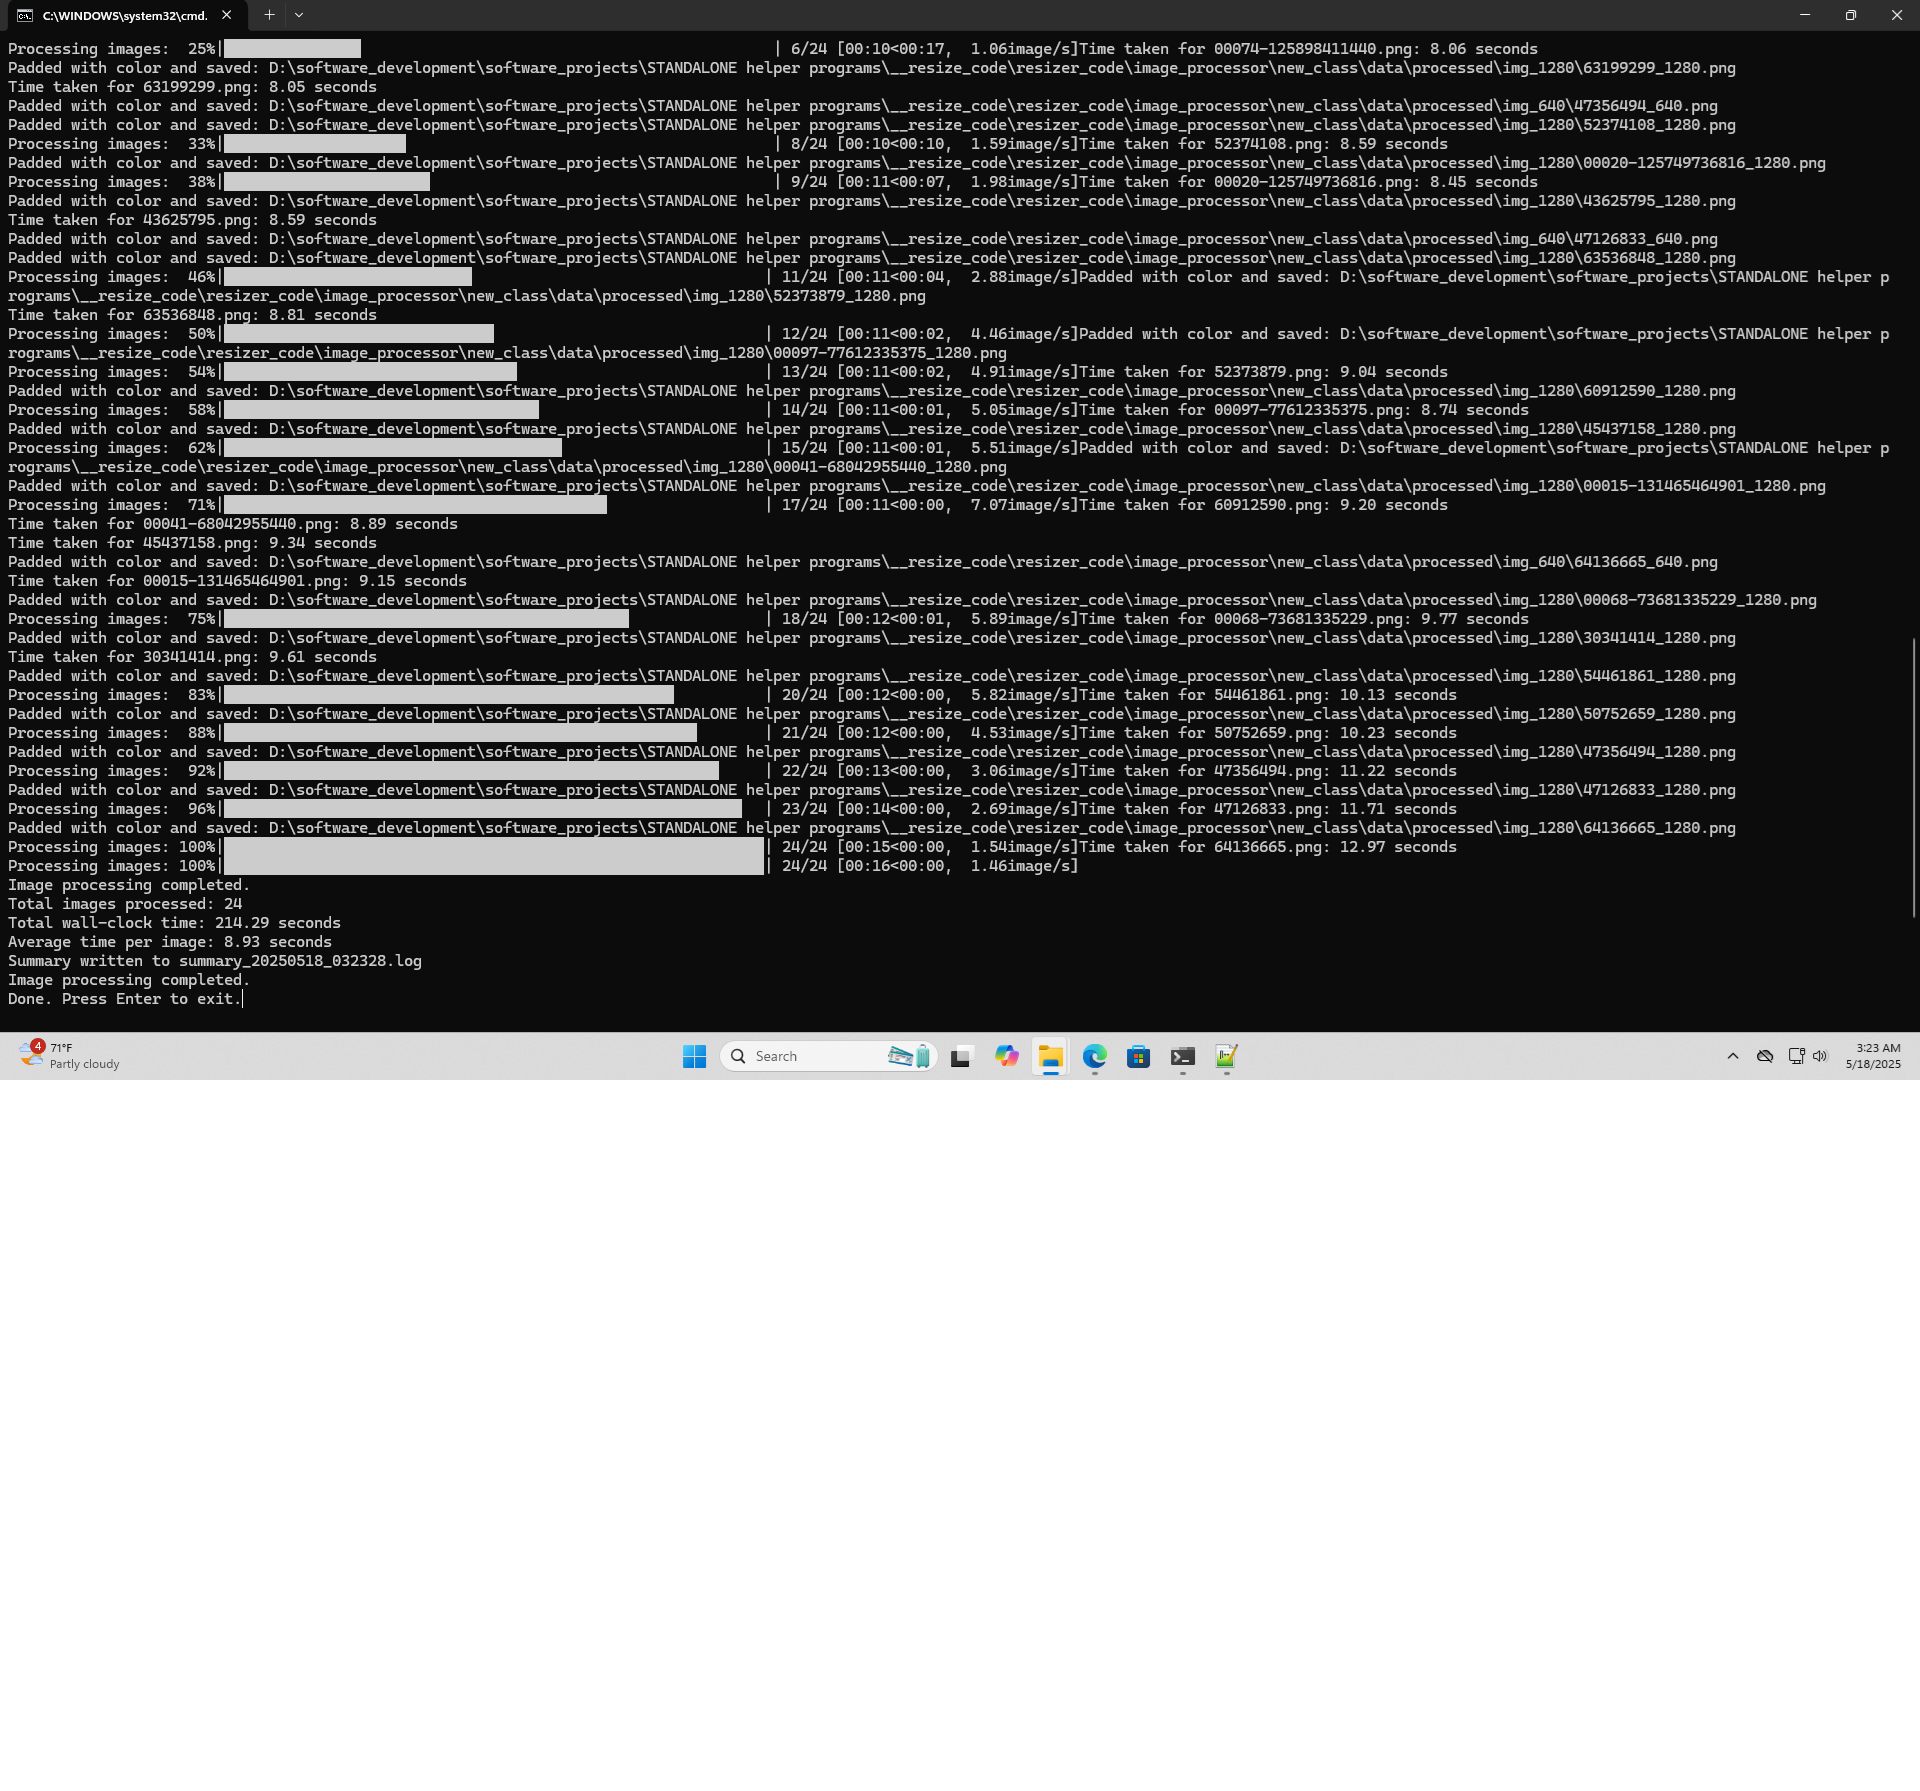 C:\WINDOWS\system32\cmd.
Processing images:  25%| | 6/24 [00:10<00:17,  1.06image/s]Time taken for 00074-125898411440.png: 8.06 seconds
Padded with color and saved: D:\software_development\software_projects\STANDALONE helper programs\__resize_code\resizer_code\image_processor\new_class\data\processed\img_1280\63199299_1280.png
Time taken for 63199299.png: 8.05 seconds
Padded with color and saved: D:\software_development\software_projects\STANDALONE helper programs\__resize_code\resizer_code\image_processor\new_class\data\processed\img_640\47356494_640.png
Padded with color and saved: D:\software_development\software_projects\STANDALONE helper programs\__resize_code\resizer_code\image_processor\new_class\data\processed\img_1280\52374108_1280.png
Processing images:  33%| | 8/24 [00:10<00:10,  1.59image/s]Time taken for 52374108.png: 8.59 seconds
Padded with color and saved: D:\software_development\software_projects\STANDALONE helper programs\__resize_code\resizer_code\image_processor\new_class\data\processed\img_1280\00020-125749736816_1280.png
Processing images:  38%| | 9/24 [00:11<00:07,  1.98image/s]Time taken for 00020-125749736816.png: 8.45 seconds
Padded with color and saved: D:\software_development\software_projects\STANDALONE helper programs\__resize_code\resizer_code\image_processor\new_class\data\processed\img_1280\43625795_1280.png
Time taken for 43625795.png: 8.59 seconds
Padded with color and saved: D:\software_development\software_projects\STANDALONE helper programs\__resize_code\resizer_code\image_processor\new_class\data\processed\img_640\47126833_640.png
Padded with color and saved: D:\software_development\software_projects\STANDALONE helper programs\__resize_code\resizer_code\image_processor\new_class\data\processed\img_1280\63536848_1280.png
Processing images:  46%| | 11/24 [00:11<00:04,  2.88image/s]Padded with color and saved: D:\software_development\software_projects\STANDALONE helper p
rograms\__resize_code\resizer_code\image_processor\new_class\data\processed\img_1280\52373879_1280.png
Time taken for 63536848.png: 8.81 seconds
Processing images:  50%| | 12/24 [00:11<00:02,  4.46image/s]Padded with color and saved: D:\software_development\software_projects\STANDALONE helper p
rograms\__resize_code\resizer_code\image_processor\new_class\data\processed\img_1280\00097-77612335375_1280.png
Processing images:  54%| | 13/24 [00:11<00:02,  4.91image/s]Time taken for 52373879.png: 9.04 seconds
Padded with color and saved: D:\software_development\software_projects\STANDALONE helper programs\__resize_code\resizer_code\image_processor\new_class\data\processed\img_1280\60912590_1280.png
Processing images:  58%| | 14/24 [00:11<00:01,  5.05image/s]Time taken for 00097-77612335375.png: 8.74 seconds
Padded with color and saved: D:\software_development\software_projects\STANDALONE helper programs\__resize_code\resizer_code\image_processor\new_class\data\processed\img_1280\45437158_1280.png
Processing images:  62%| | 15/24 [00:11<00:01,  5.51image/s]Padded with color and saved: D:\software_development\software_projects\STANDALONE helper p
rograms\__resize_code\resizer_code\image_processor\new_class\data\processed\img_1280\00041-68042955440_1280.png
Padded with color and saved: D:\software_development\software_projects\STANDALONE helper programs\__resize_code\resizer_code\image_processor\new_class\data\processed\img_1280\00015-131465464901_1280.png
Processing images:  71%| | 17/24 [00:11<00:00,  7.07image/s]Time taken for 60912590.png: 9.20 seconds
Time taken for 00041-68042955440.png: 8.89 seconds
Time taken for 45437158.png: 9.34 seconds
Padded with color and saved: D:\software_development\software_projects\STANDALONE helper programs\__resize_code\resizer_code\image_processor\new_class\data\processed\img_640\64136665_640.png
Time taken for 00015-131465464901.png: 9.15 seconds
Padded with color and saved: D:\software_development\software_projects\STANDALONE helper programs\__resize_code\resizer_code\image_processor\new_class\data\processed\img_1280\00068-73681335229_1280.png
Processing images:  75%| | 18/24 [00:12<00:01,  5.89image/s]Time taken for 00068-73681335229.png: 9.77 seconds
Padded with color and saved: D:\software_development\software_projects\STANDALONE helper programs\__resize_code\resizer_code\image_processor\new_class\data\processed\img_1280\30341414_1280.png
Time taken for 30341414.png: 9.61 seconds
Padded with color and saved: D:\software_development\software_projects\STANDALONE helper programs\__resize_code\resizer_code\image_processor\new_class\data\processed\img_1280\54461861_1280.png
Processing images:  83%| | 20/24 [00:12<00:00,  5.82image/s]Time taken for 54461861.png: 10.13 seconds
Padded with color and saved: D:\software_development\software_projects\STANDALONE helper programs\__resize_code\resizer_code\image_processor\new_class\data\processed\img_1280\50752659_1280.png
Processing images:  88%| | 21/24 [00:12<00:00,  4.53image/s]Time taken for 50752659.png: 10.23 seconds
Padded with color and saved: D:\software_development\software_projects\STANDALONE helper programs\__resize_code\resizer_code\image_processor\new_class\data\processed\img_1280\47356494_1280.png
Processing images:  92%| | 22/24 [00:13<00:00,  3.06image/s]Time taken for 47356494.png: 11.22 seconds
Padded with color and saved: D:\software_development\software_projects\STANDALONE helper programs\__resize_code\resizer_code\image_processor\new_class\data\processed\img_1280\47126833_1280.png
Processing images:  96%| | 23/24 [00:14<00:00,  2.69image/s]Time taken for 47126833.png: 11.71 seconds
Padded with color and saved: D:\software_development\software_projects\STANDALONE helper programs\__resize_code\resizer_code\image_processor\new_class\data\processed\img_1280\64136665_1280.png
Processing images: 100%| | 24/24 [00:15<00:00,  1.54image/s]Time taken for 64136665.png: 12.97 seconds
Processing images: 100%| | 24/24 [00:16<00:00,  1.46image/s]
Image processing completed.
Total images processed: 24
Total wall-clock time: 214.29 seconds
Average time per image: 8.93 seconds
Summary written to summary_20250518_032328.log
Image processing completed.
Done. Press Enter to exit.
4
71°F
Partly cloudy
Search
3:23 AM
5/18/2025